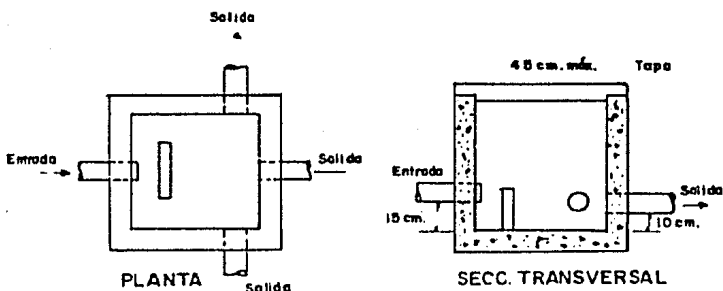 Salida
Entrada
Salida
Salida
PLANTA
45 cm. máx.
Tapa
Entrada
Salida
15 cm.
10 cm.
SECC. TRANSVERSAL